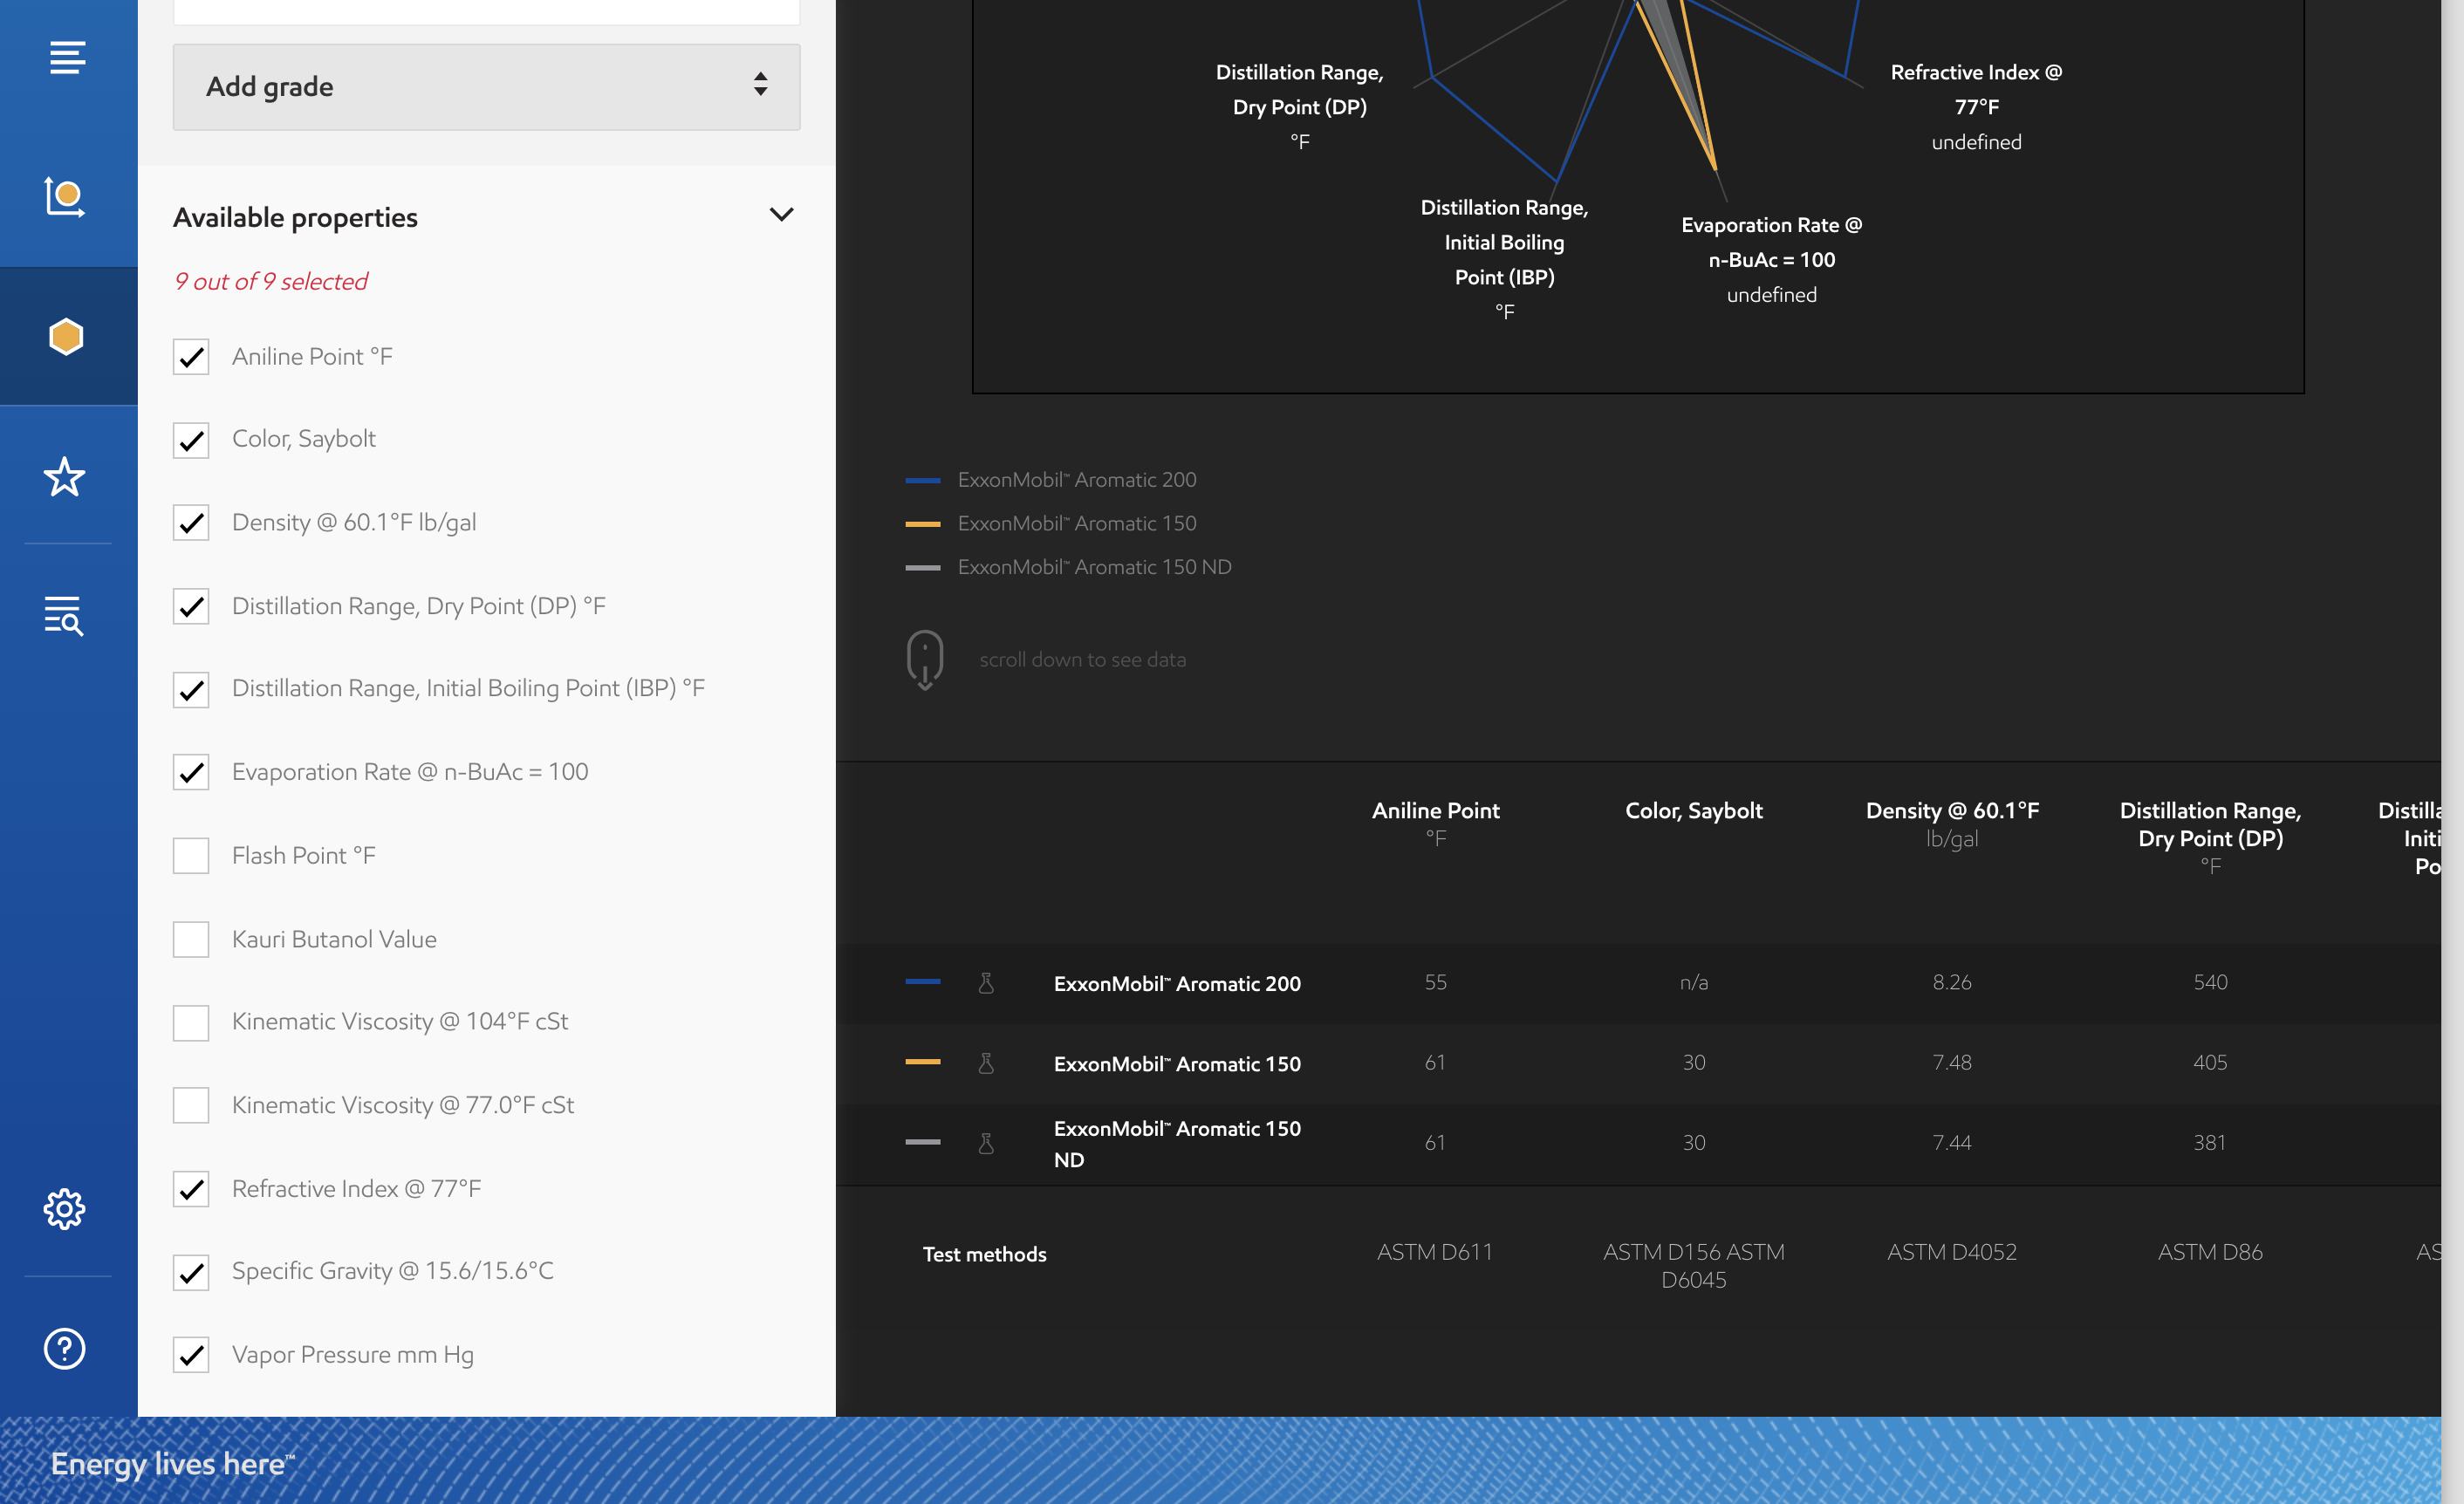 Add grade
Available properties
9 out of 9 selected
Aniline Point °F
Color, Saybolt
Density @ 60.1°F lb/gal
Distillation Range, Dry Point (DP) °F
Distillation Range, Initial Boiling Point (IBP) °F
Evaporation Rate @ n-BuAc = 100
Flash Point °F
Kauri Butanol Value
Kinematic Viscosity @ 104°F cSt
Kinematic Viscosity @ 77.0°F cSt
Refractive Index @ 77°F
Specific Gravity @ 15.6/15.6°C
Vapor Pressure mm Hg
Distillation Range,
Dry Point (DP)
°F
Distillation Range,
Initial Boiling
Point (IBP)
°F
Evaporation Rate @
n-BuAc = 100
undefined
Refractive Index @
77°F
undefined
ExxonMobil™ Aromatic 200
ExxonMobil™ Aromatic 150
ExxonMobil™ Aromatic 150 ND
scroll down to see data
Aniline Point
°F
Color, Saybolt
Density @ 60.1°F
lb/gal
Distillation Range,
Dry Point (DP)
°F
ExxonMobil™ Aromatic 200 55 n/a 8.26 540
ExxonMobil™ Aromatic 150 61 30 7.48 405
ExxonMobil™ Aromatic 150
ND 61 30 7.44 381
Test methods ASTM D611 ASTM D156 ASTM
D6045 ASTM D4052 ASTM D86
Energy lives here™